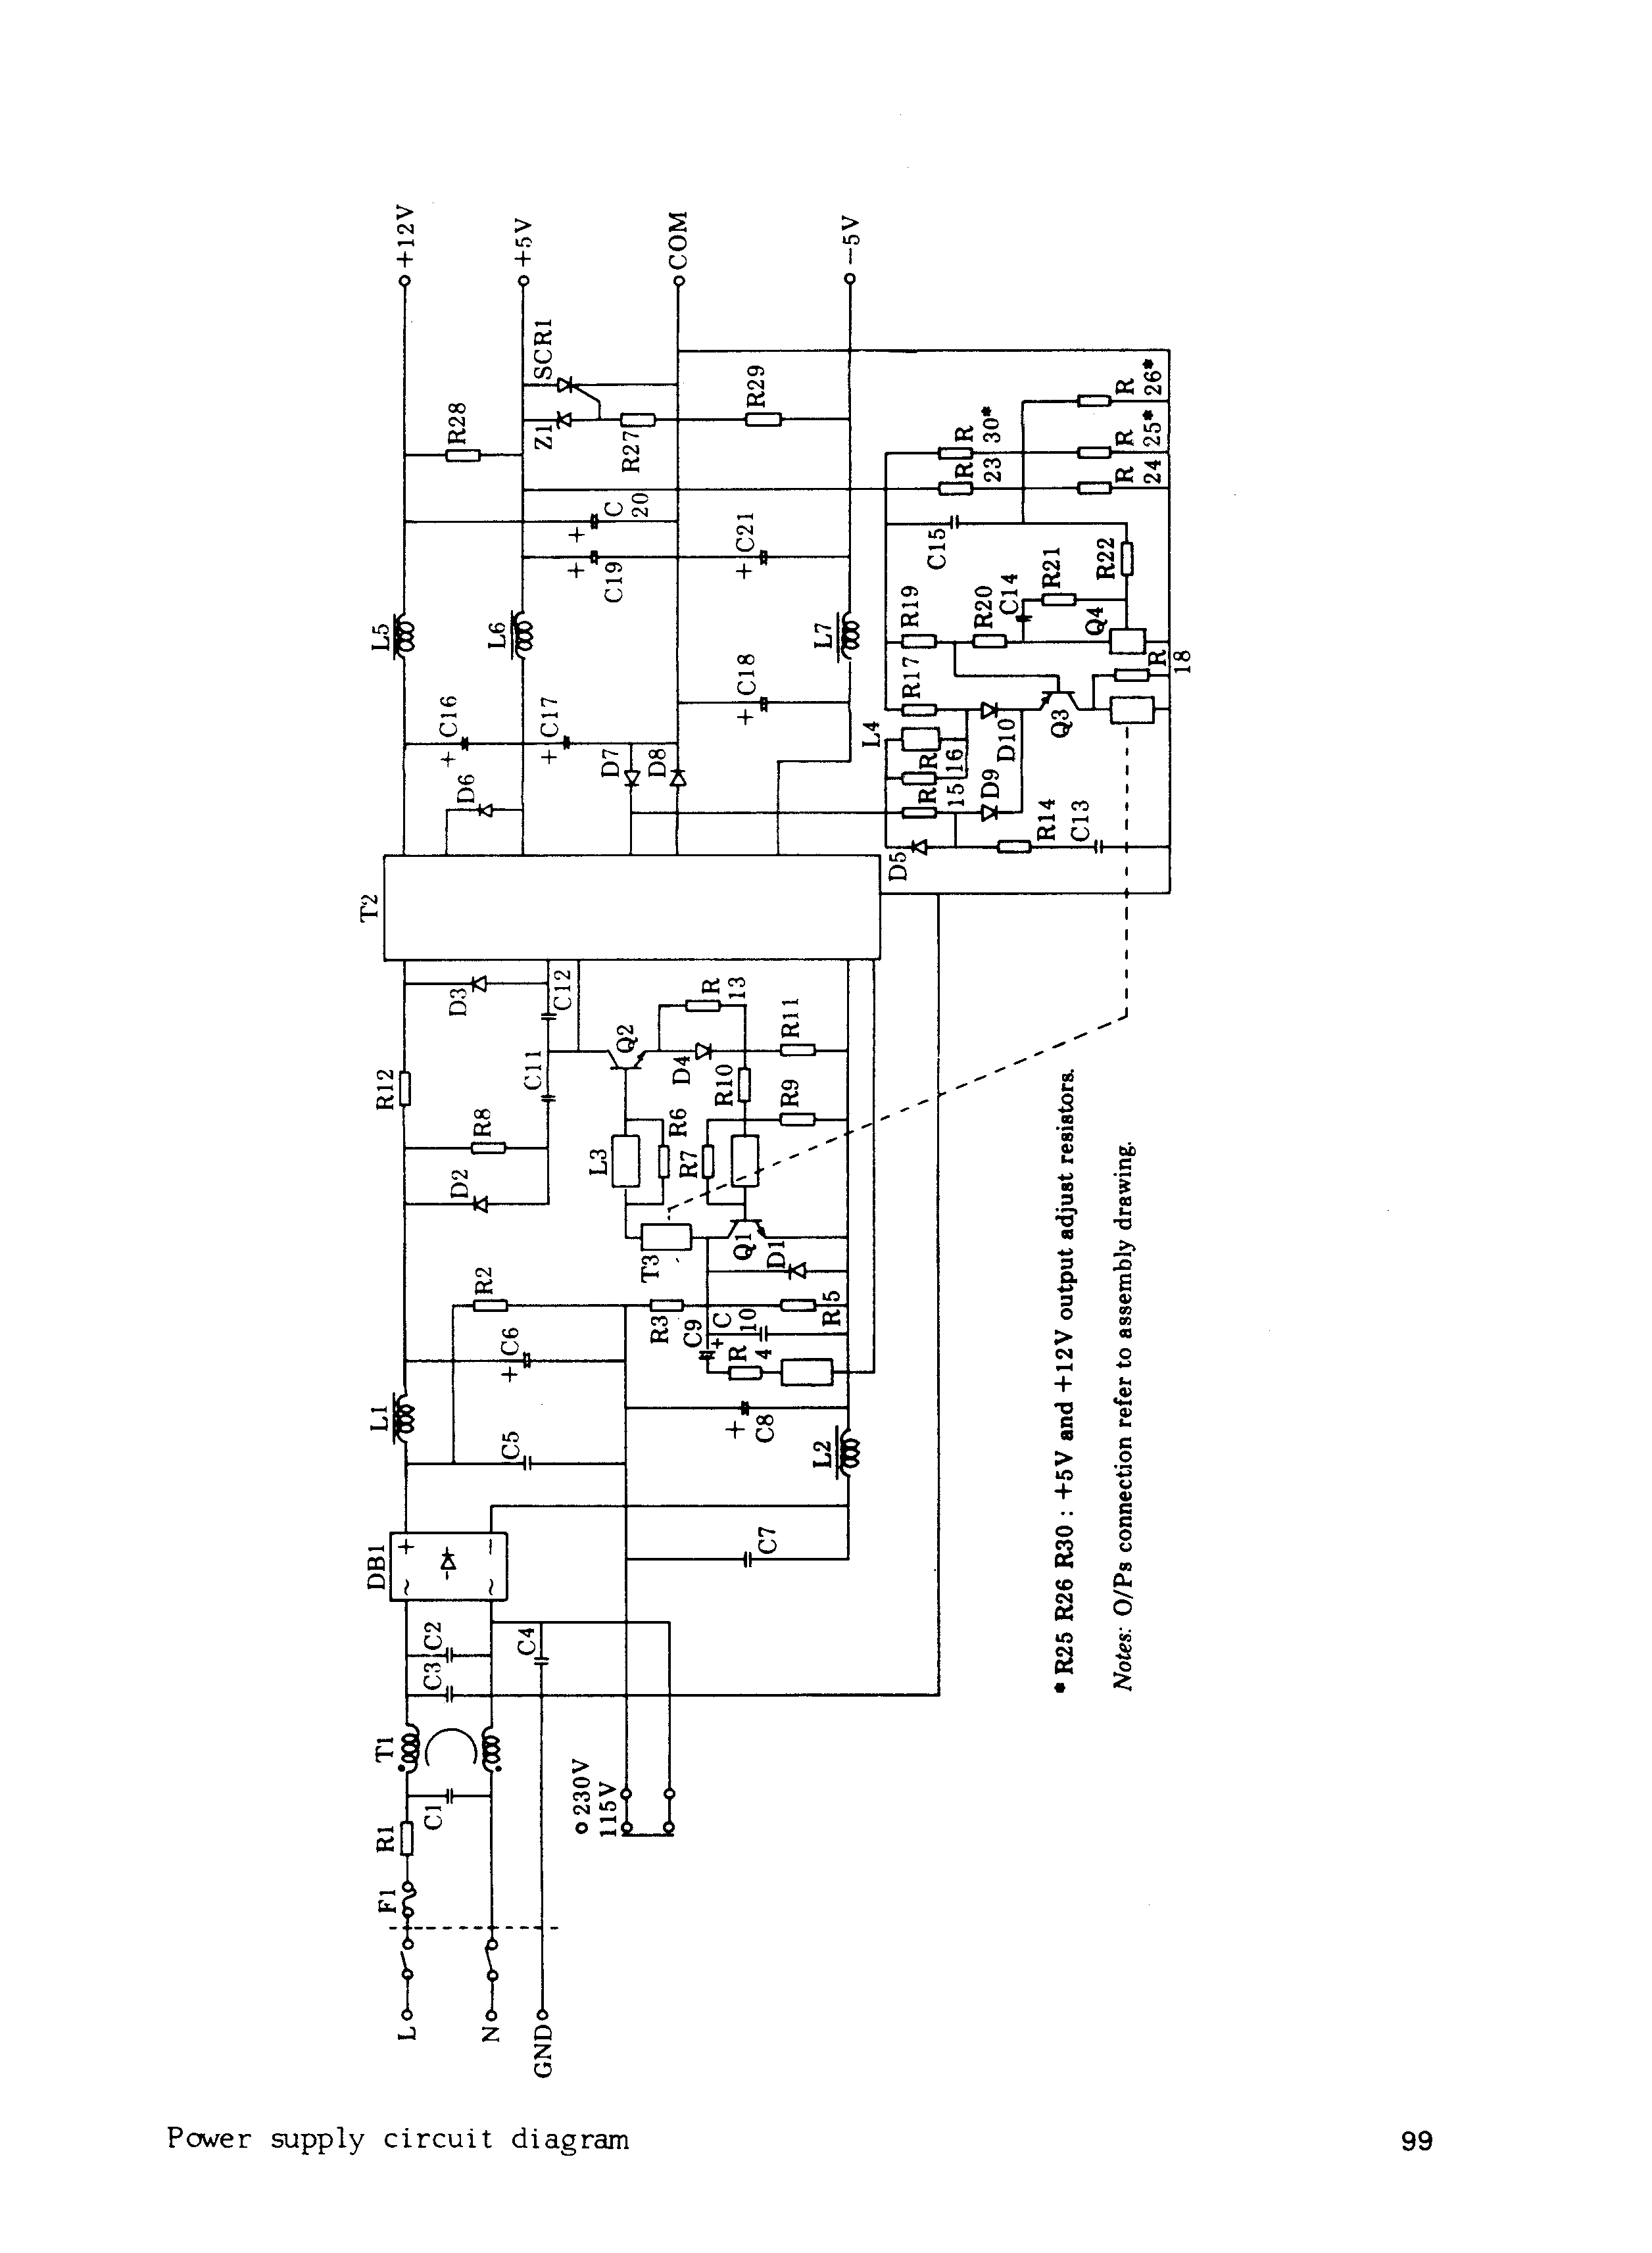 +12V
+5V
COM
−5V
L5
R28
SCR1
Z1
R27
R29
L6
C
20
+
C19
+
+ C21
L7
+ C16
+ C17
+ C18
D6
D7
D8
T2
L4
R17
R19
C15
R
30*
R
23
R
26*
R
25*
R
24
R20
C14
R21
R22
Q4
R
18
Q3
D10
R
16
R
15
D9
R14
C13
D5
R12
D3
C12
C11
R8
D2
Q2
D4
R
13
R11
R10
R9
L3
R6
R7
T3
Q1
D1
R2
R3
C9
+
C
10
R5
R
4
L1
+ C6
C5
+
C8
L2
C7
DB1
+
−
~
~
C2
C3
C4
T1
C1
R1
F1
230V
115V
L
N
GND
* R25 R26 R30 : +5V and +12V output adjust resistors.
Notes: O/Ps connection refer to assembly drawing.
Power supply circuit diagram
99